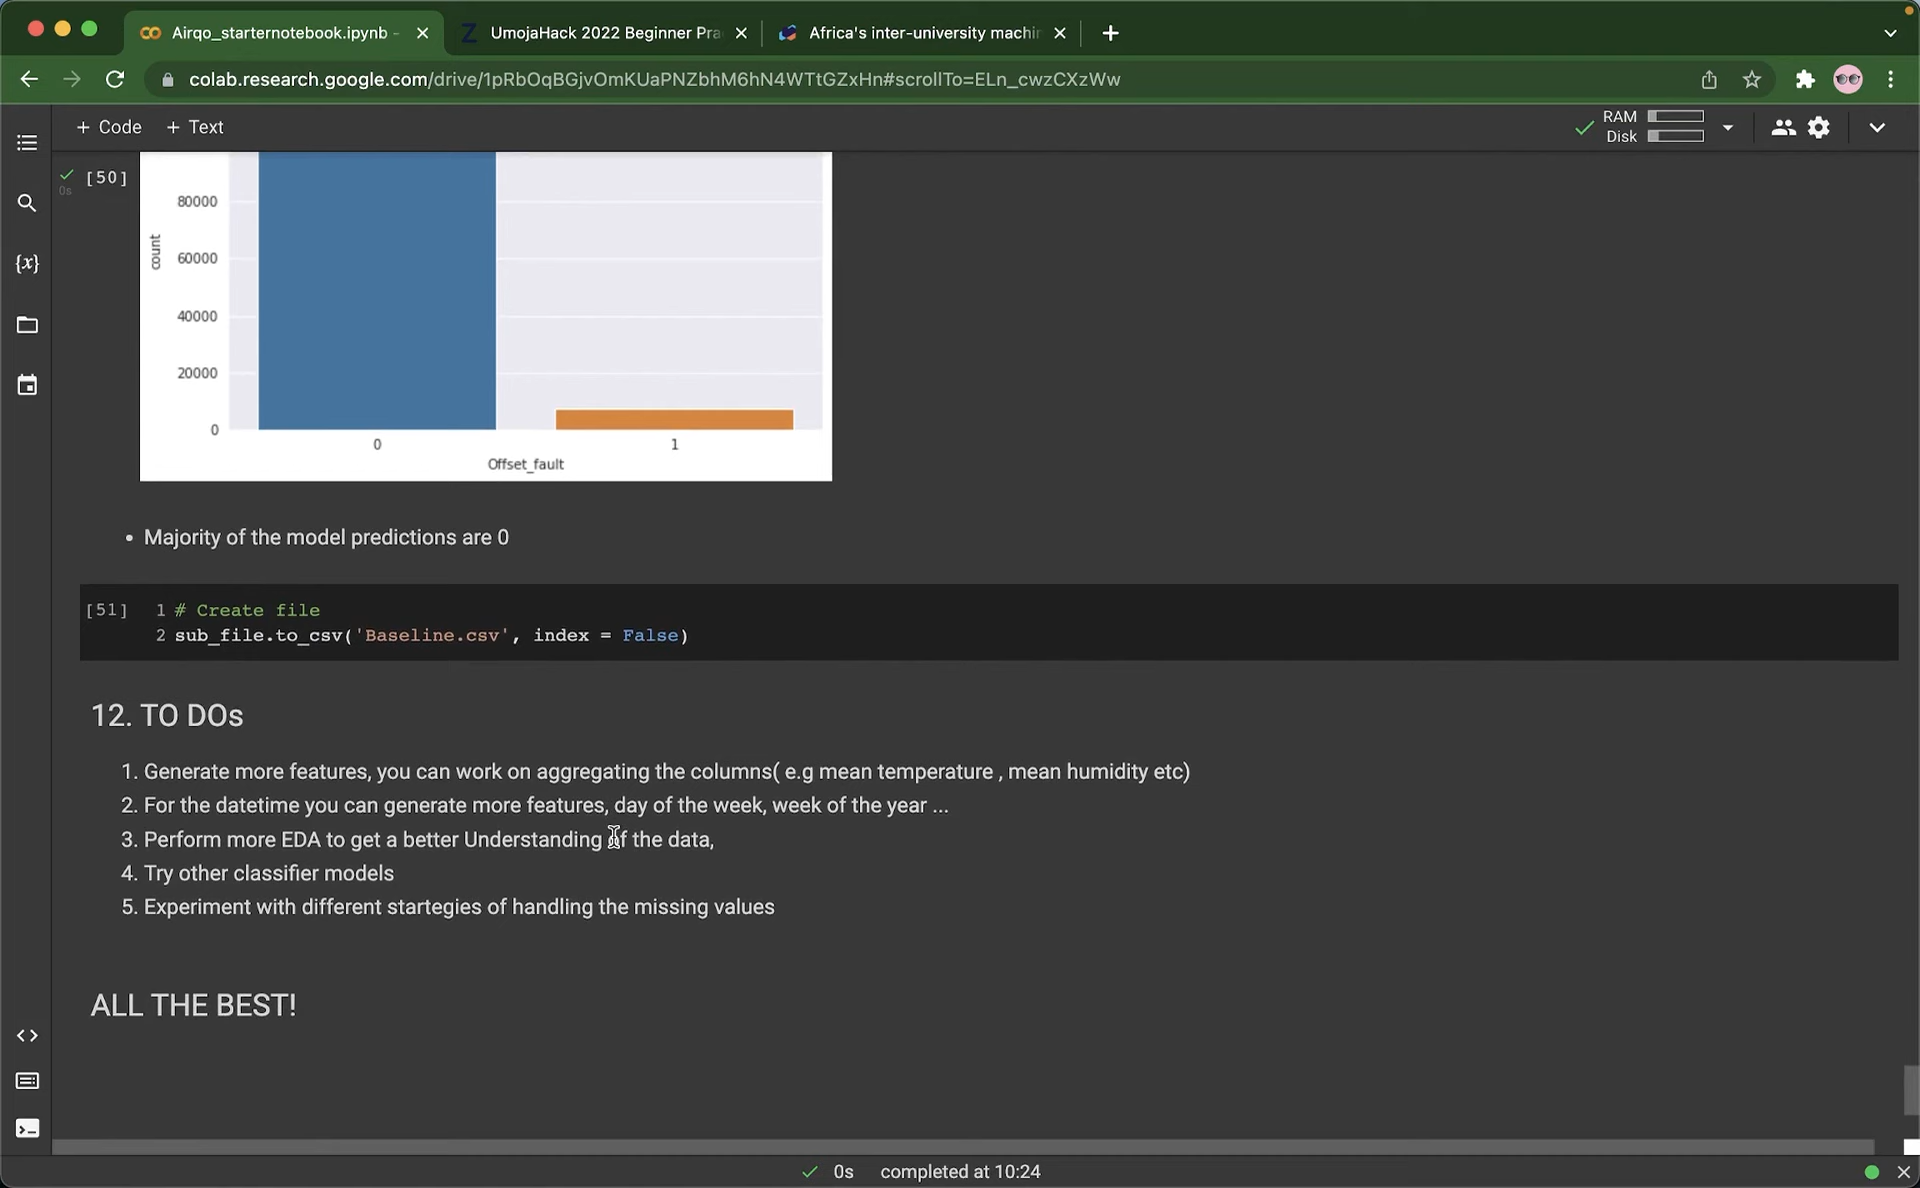 Airqo_starternotebook.ipynb -
UmojaHack 2022 Beginner Pra
Africa's inter-university machin
colab.research.google.com/drive/1pRbOqBGjvOmKUaPNZbhM6hN4WTtGZxHn#scrollTo=ELn_cwzCXzWw
+ Code + Text
RAM
Disk
[50]
0s
80000
60000
40000
20000
0
count
0 1
Offset_fault
• Majority of the model predictions are 0
[51] 1 # Create file
2 sub_file.to_csv('Baseline.csv', index = False)
12. TO DOs
1. Generate more features, you can work on aggregating the columns( e.g mean temperature , mean humidity etc)
2. For the datetime you can generate more features, day of the week, week of the year ...
3. Perform more EDA to get a better Understanding of the data,
4. Try other classifier models
5. Experiment with different startegies of handling the missing values
ALL THE BEST!
0s completed at 10:24